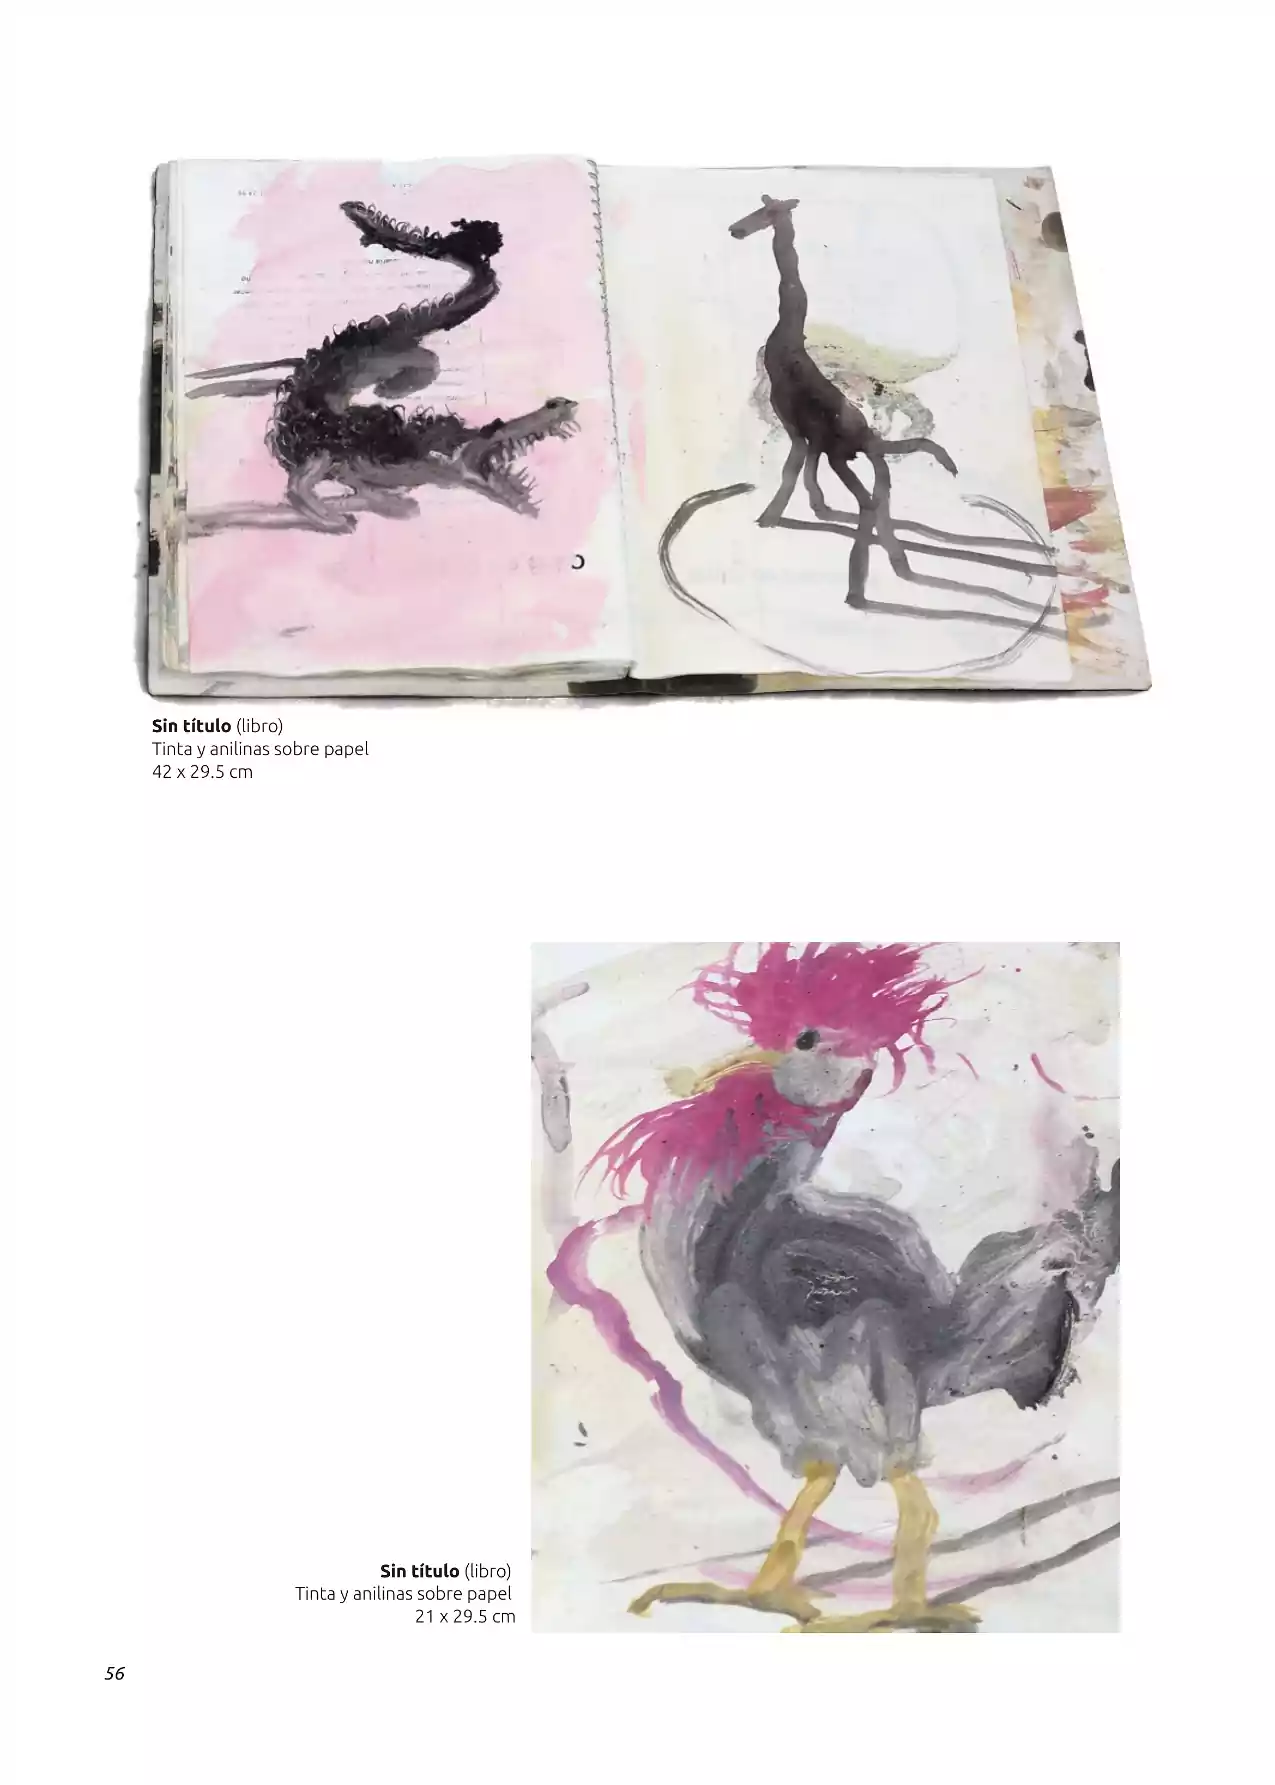 Sin título (libro)
Tinta y anilinas sobre papel
42 x 29.5 cm
Sin título (libro)
Tinta y anilinas sobre papel
21 x 29.5 cm
56